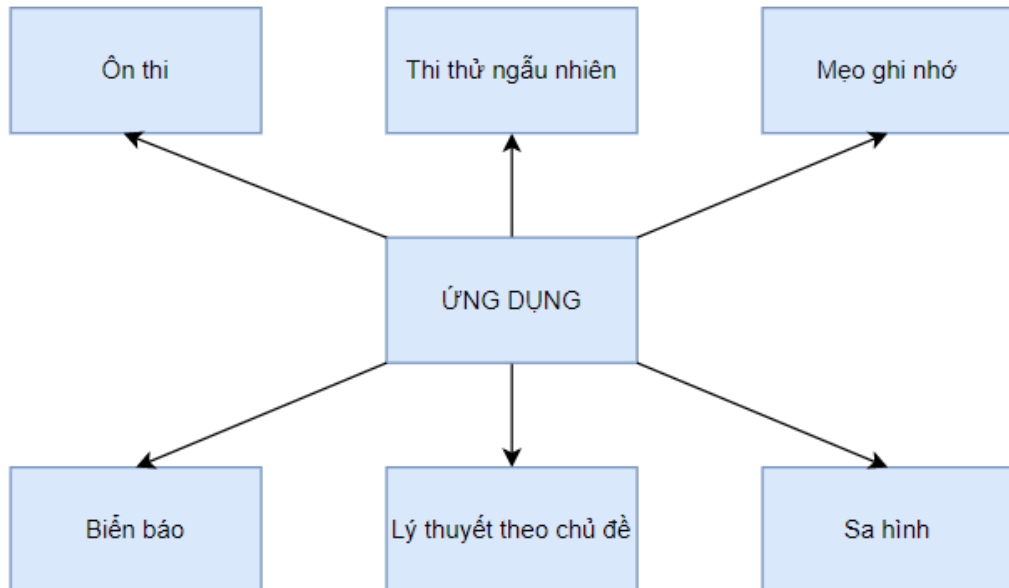 Ôn thi
Thi thử ngẫu nhiên
Mẹo ghi nhớ
ỨNG DỤNG
Biển báo
Lý thuyết theo chủ đề
Sa hình